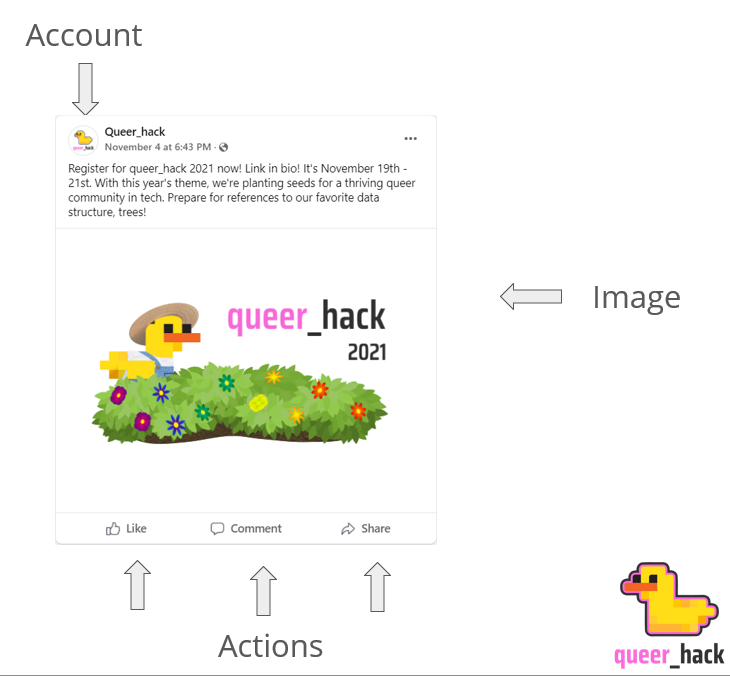 Account
Queer_hack
November 4 at 6:43 PM ·
queer_hack
Register for queer_hack 2021 now! Link in bio! It's November 19th -
21st. With this year's theme, we're planting seeds for a thriving queer
community in tech. Prepare for references to our favorite data
structure, trees!
queer_hack
2021
Image
Like
Comment
Share
Actions
queer_hack